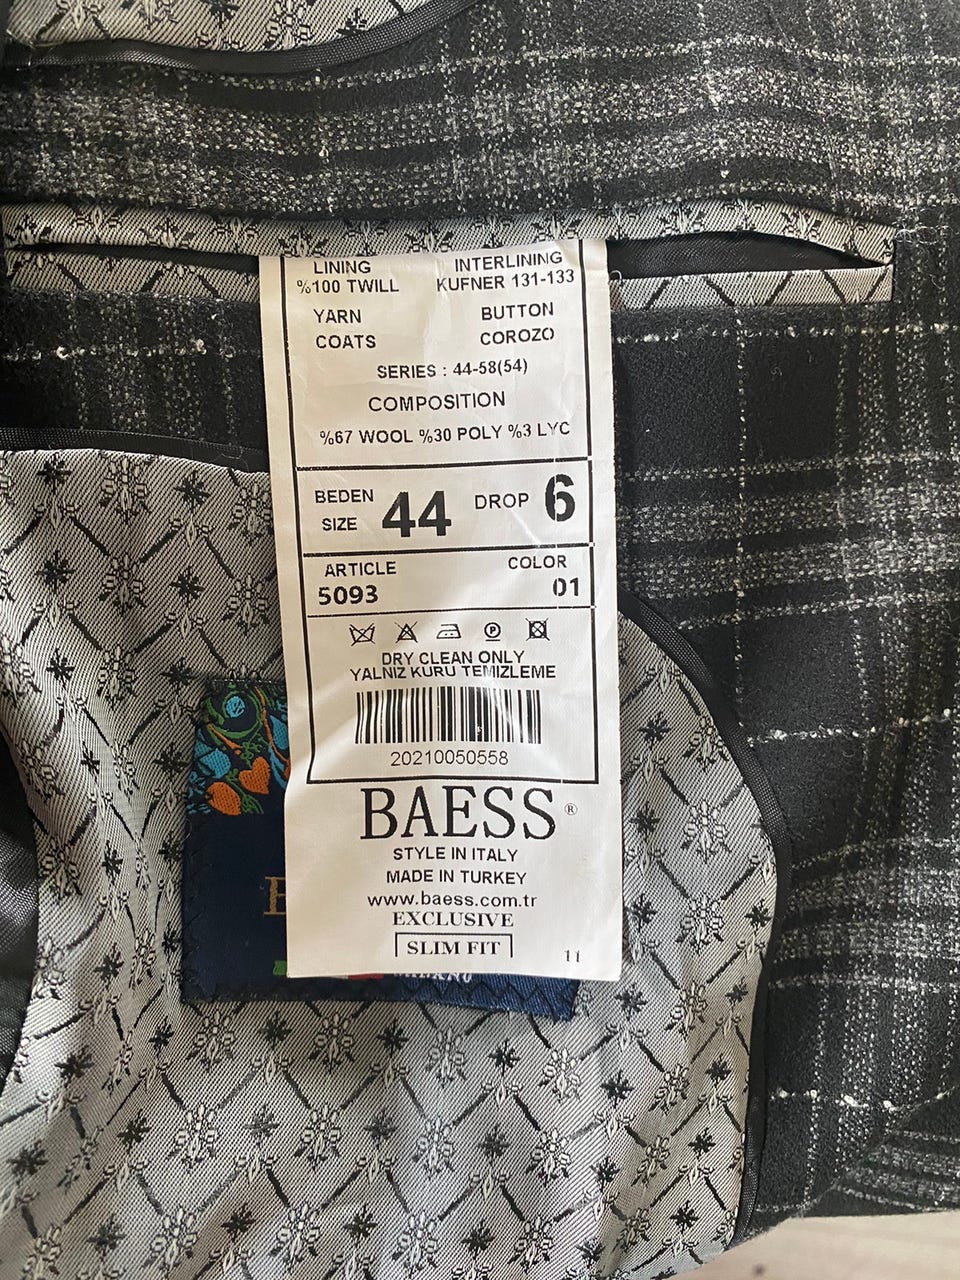 LINING INTERLINING
%100 TWILL KUFNER 131-133
YARN BUTTON
COATS COROZO
SERIES : 44-58(54)
COMPOSITION
%67 WOOL %30 POLY %3 LYC
BEDEN
SIZE 44 DROP 6
ARTICLE COLOR
5093 01
DRY CLEAN ONLY
YALNIZ KURU TEMIZLEME
20210050558
BAESS®
STYLE IN ITALY
MADE IN TURKEY
www.baess.com.tr
EXCLUSIVE
SLIM FIT
11